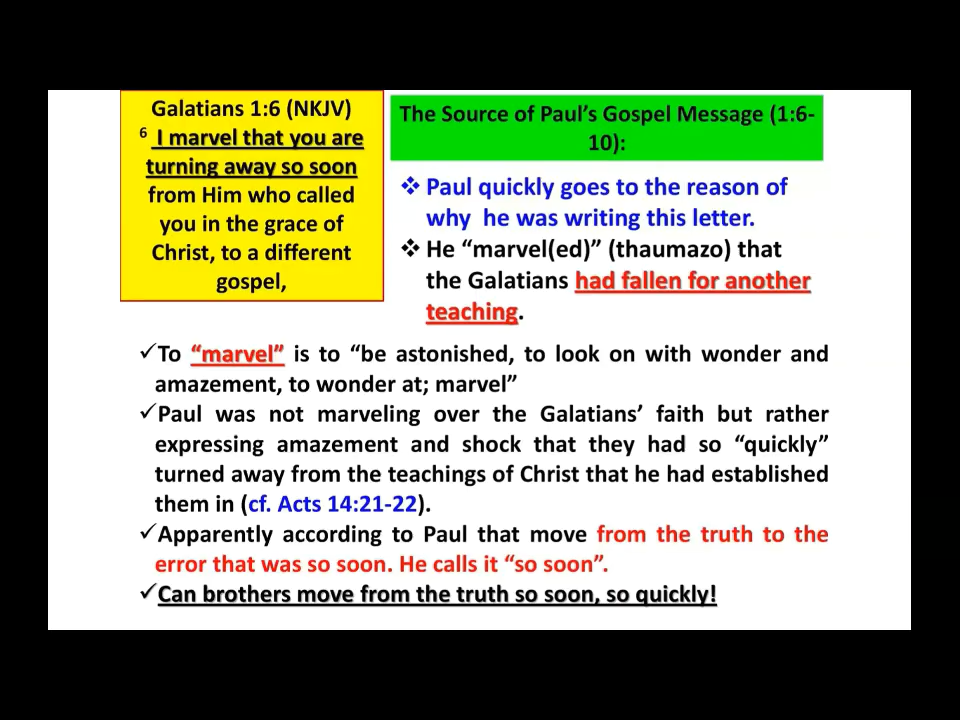 Galatians 1:6 (NKJV)
6 I marvel that you are
turning away so soon
from Him who called
you in the grace of
Christ, to a different
gospel,
The Source of Paul’s Gospel Message (1:6-
10):
❖ Paul quickly goes to the reason of
why he was writing this letter.
❖ He “marvel(ed)” (thaumazo) that
the Galatians had fallen for another
teaching.
✓To “marvel” is to “be astonished, to look on with wonder and
amazement, to wonder at; marvel”
✓Paul was not marveling over the Galatians’ faith but rather
expressing amazement and shock that they had so “quickly”
turned away from the teachings of Christ that he had established
them in (cf. Acts 14:21-22).
✓Apparently according to Paul that move from the truth to the
error that was so soon. He calls it “so soon”.
✓Can brothers move from the truth so soon, so quickly!